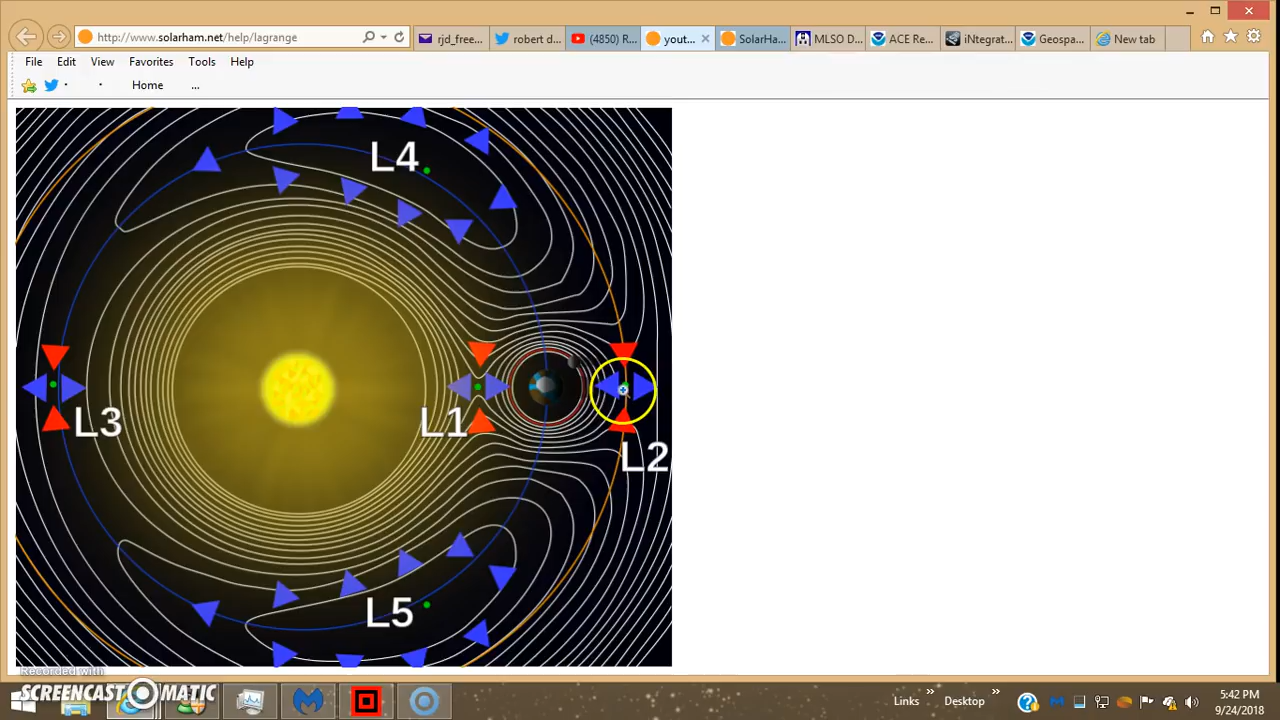 http://www.solarham.net/help/lagrange
rjd_free...
robert d...
(4850) R...
yout...
SolarHa...
MLSO D...
ACE Re...
iNtegrat...
Geospa...
New tab
File Edit View Favorites Tools Help
Home ...
L4
L3
L1
L2
L5
Recorded with
SCREENCAST-O-MATIC
Links »
Desktop »
5:42 PM
9/24/2018